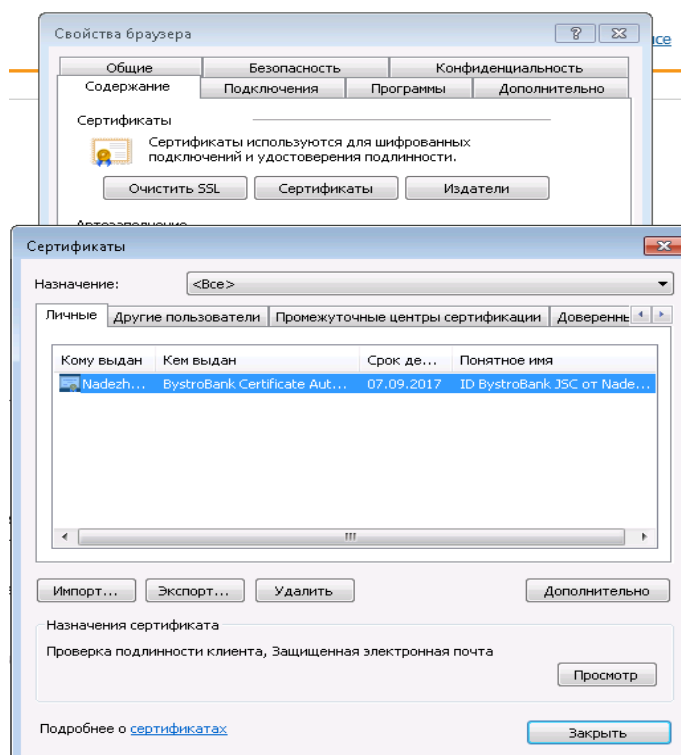 Свойства браузера
ice
Общие Безопасность Конфиденциальность
Содержание Подключения Программы Дополнительно
Сертификаты
Сертификаты используются для шифрованных
подключений и удостоверения подлинности.
Очистить SSL Сертификаты Издатели
Автозаполнение
Сертификаты
Назначение: <Все>
Личные Другие пользователи Промежуточные центры сертификации Доверенны
Кому выдан Кем выдан Срок де... Понятное имя
Nadezh... BystroBank Certificate Aut... 07.09.2017 ID BystroBank JSC от Nade...
Импорт... Экспорт... Удалить Дополнительно
Назначения сертификата
Проверка подлинности клиента, Защищенная электронная почта
Просмотр
Подробнее о сертификатах
Закрыть